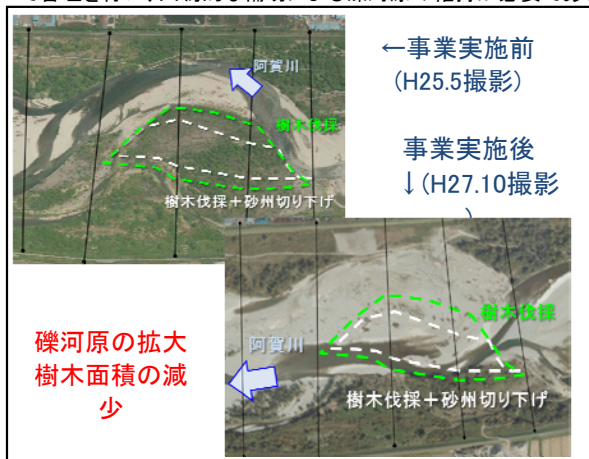 ←事業実施前
(H25.5撮影)
阿賀川
樹木伐採
樹木伐採＋砂州切り下げ
事業実施後
↓(H27.10撮影
)
樹木伐採
阿賀川
樹木伐採＋砂州切り下げ
礫河原の拡大
樹木面積の減
少